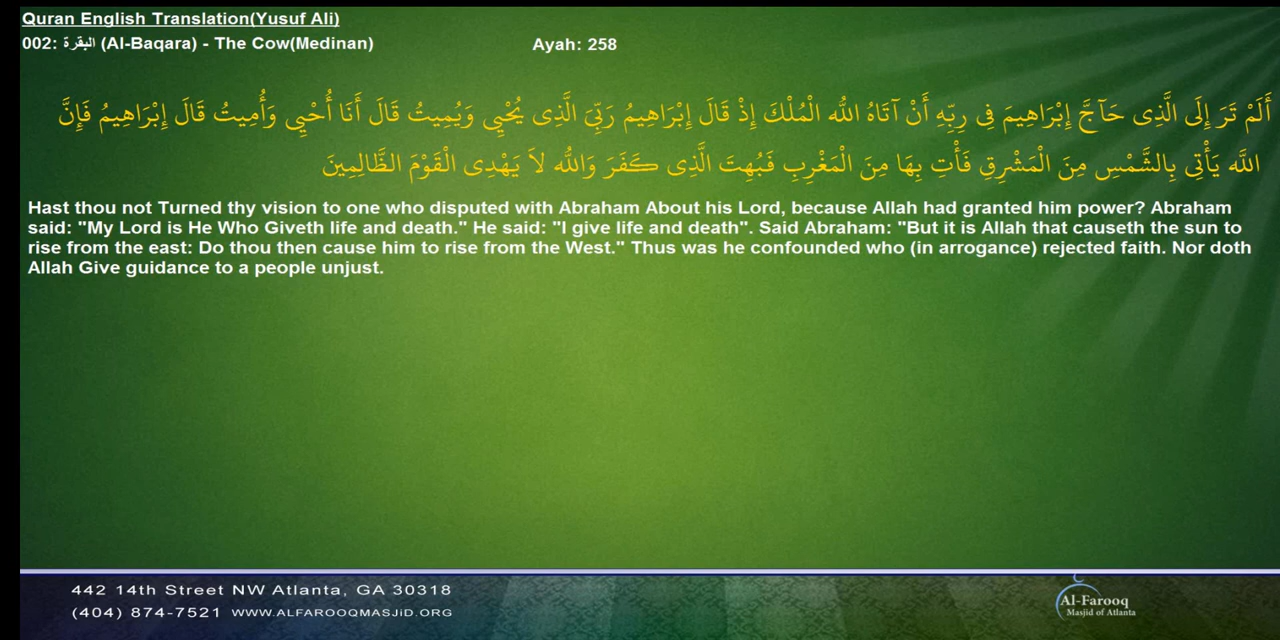 Quran English Translation(Yusuf Ali)
002: البقرة (Al-Baqara) - The Cow(Medinan)
Ayah: 258
أَلَمْ تَرَ إِلَى الَّذِى حَآجَّ إِبْرَاهِيمَ فِى رِبِّهِ أَنْ آتَاهُ اللّهُ الْمُلْكَ إِذْ قَالَ إِبْرَاهِيمُ رَبِّىَ الَّذِى يُحْيِى وَيُمِيتُ قَالَ أَنَا أُحْيِى وَأُمِيتُ قَالَ إِبْرَاهِيمُ فَإِنَّ
اللّهَ يَأْتِى بِالشَّمْسِ مِنَ الْمَشْرِقِ فَأْتِ بِهَا مِنَ الْمَغْرِبِ فَبُهِتَ الَّذِى كَفَرَ وَاللّهُ لاَ يَهْدِى الْقَوْمَ الظَّالِمِينَ
Hast thou not Turned thy vision to one who disputed with Abraham About his Lord, because Allah had granted him power? Abraham
said: "My Lord is He Who Giveth life and death." He said: "I give life and death". Said Abraham: "But it is Allah that causeth the sun to
rise from the east: Do thou then cause him to rise from the West." Thus was he confounded who (in arrogance) rejected faith. Nor doth
Allah Give guidance to a people unjust.
442 14th Street NW Atlanta, GA 30318
(404) 874-7521 WWW.ALFAROOQMASJID.ORG
Al-Farooq
Masjid of Atlanta